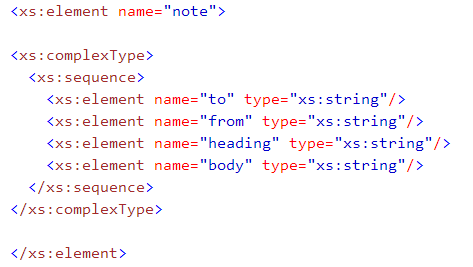 <xs:element name="note">
<xs:complexType>
<xs:sequence>
<xs:element name="to" type="xs:string"/>
<xs:element name="from" type="xs:string"/>
<xs:element name="heading" type="xs:string"/>
<xs:element name="body" type="xs:string"/>
</xs:sequence>
</xs:complexType>
</xs:element>